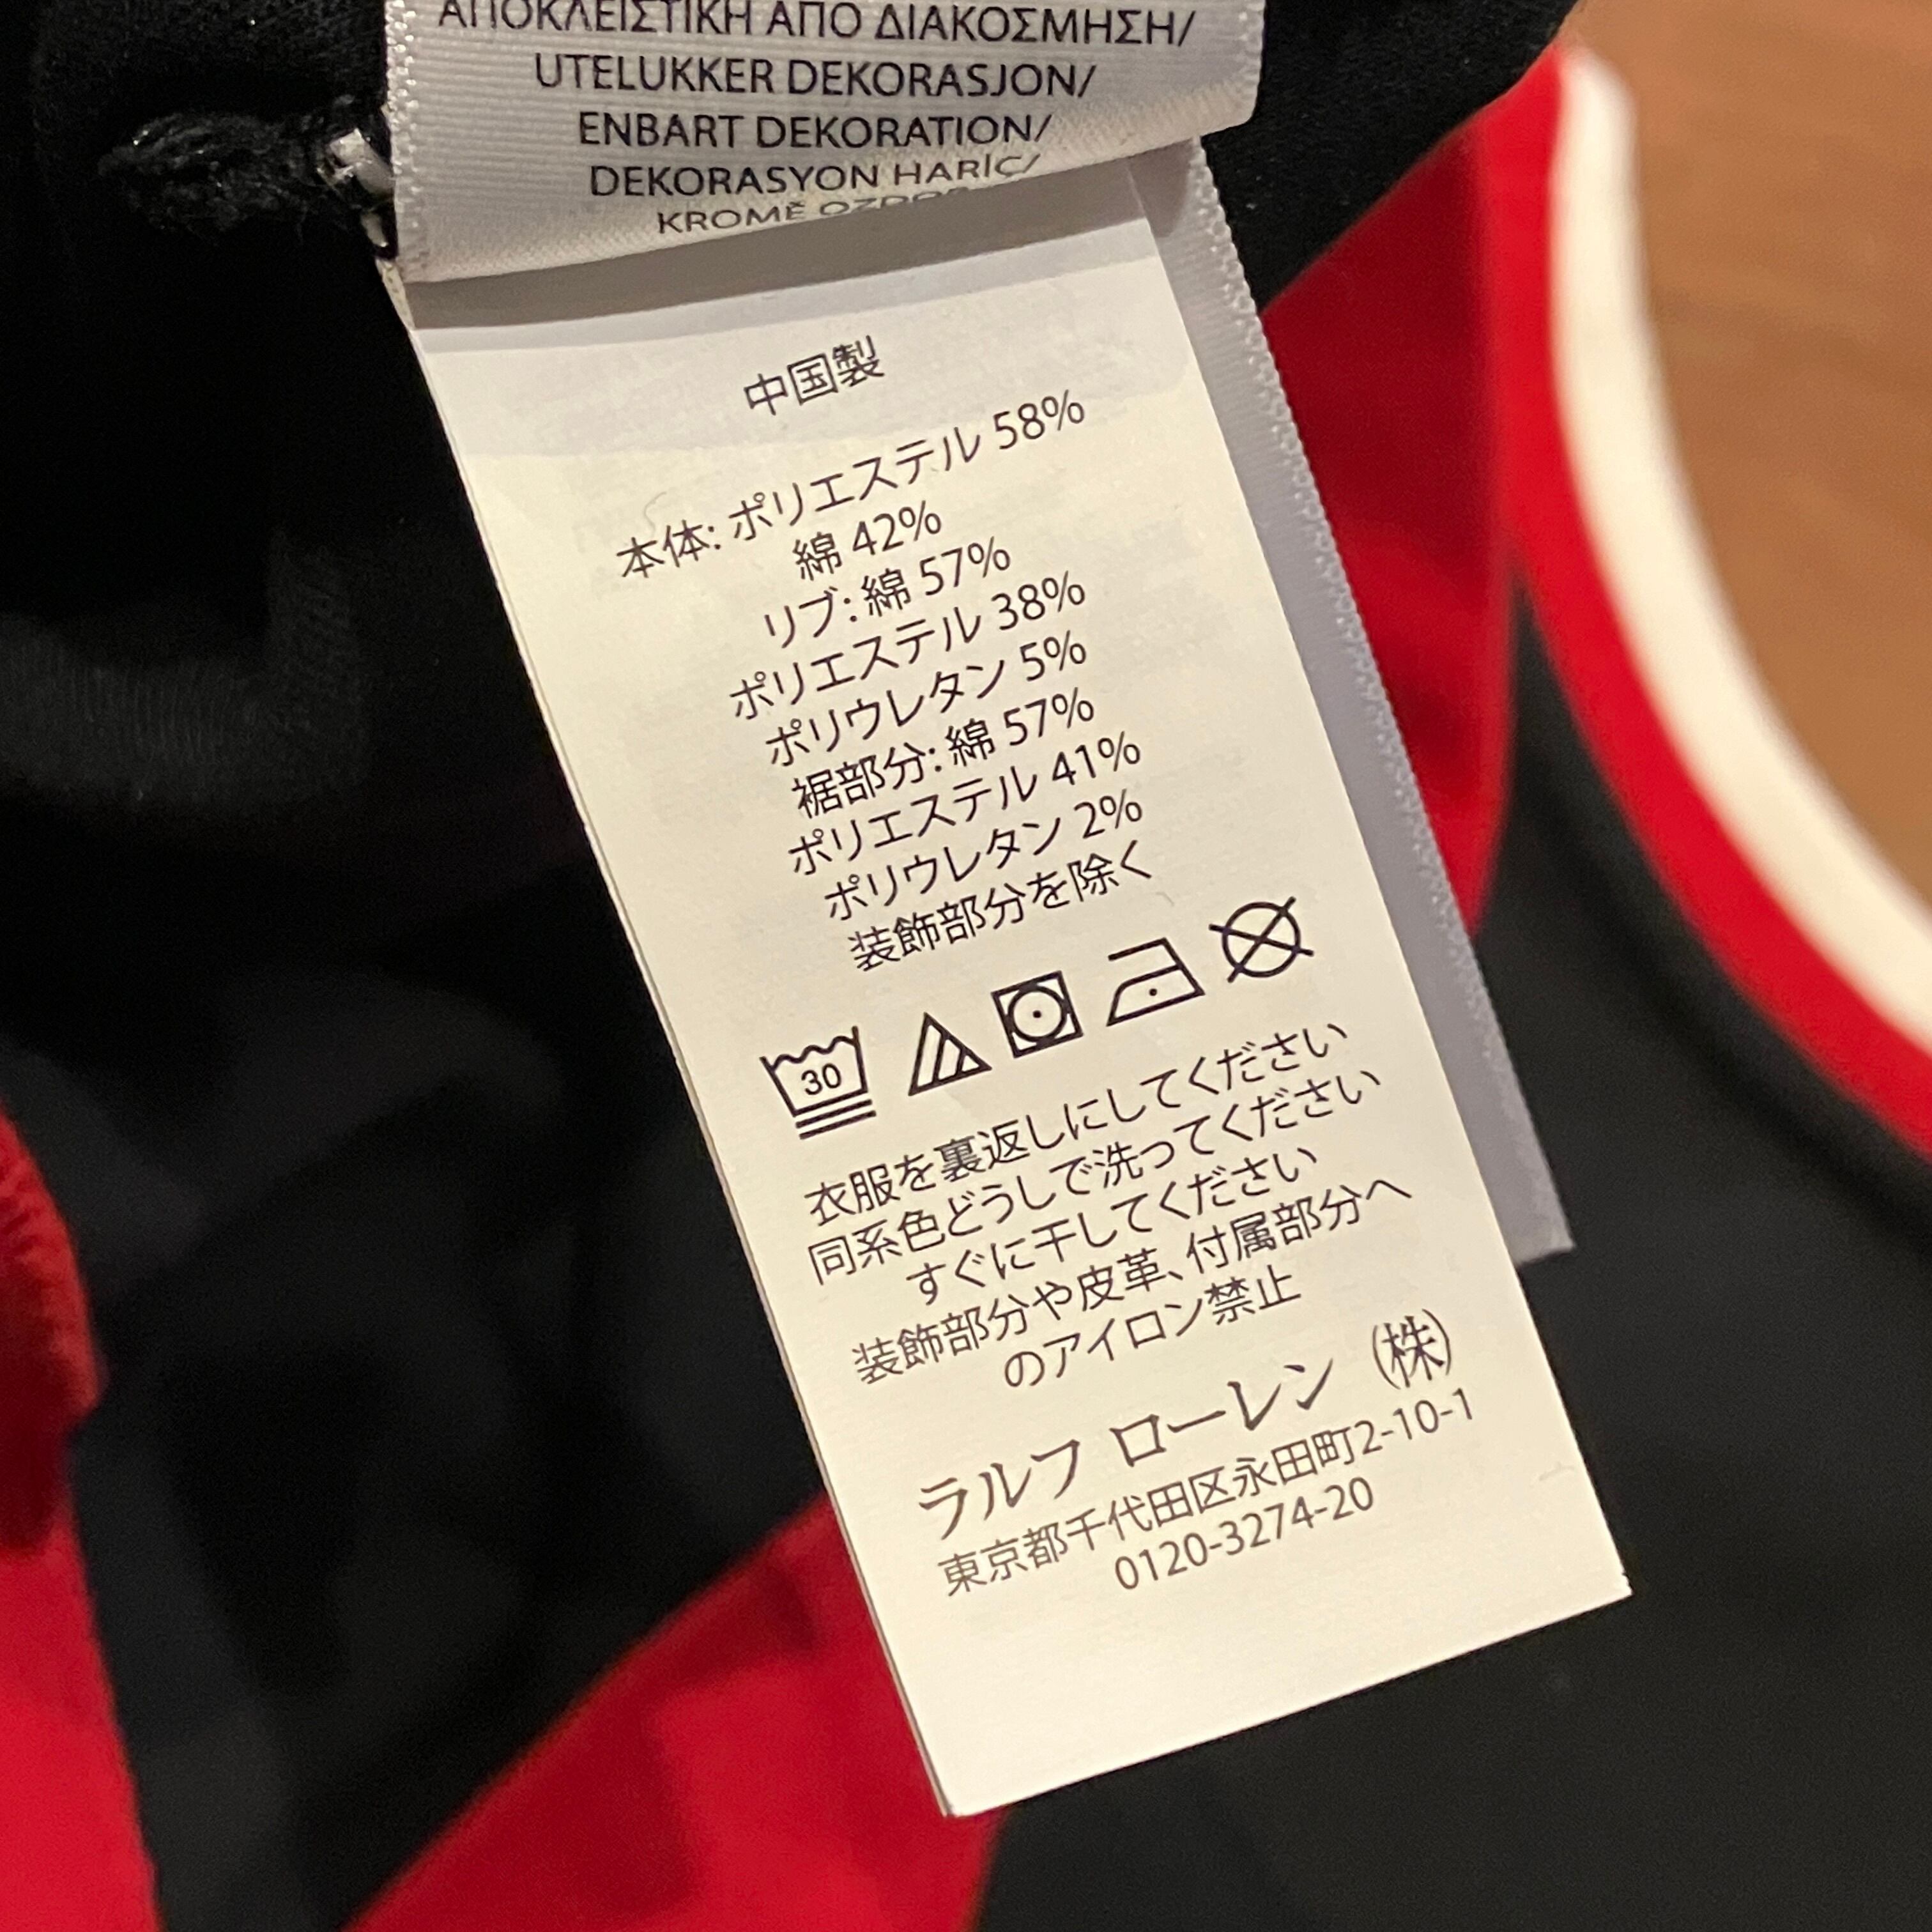 ΑΠΟΚΛΕΙΣΤΙΚΗ ΑΠΟ ΔΙΑΚΟΣΜΗΣΗ/
UTELUKKER DEKORASJON/
ENBART DEKORATION/
DEKORASYON HARİÇ/
KROMĚ
中国製
本体: ポリエステル 58%
綿 42%
リブ: 綿 57%
ポリエステル 38%
ポリウレタン 5%
裾部分: 綿 57%
ポリエステル 41%
ポリウレタン 2%
装飾部分を除く
30
衣服を裏返しにしてください
同系色どうしで洗ってください
すぐに干してください
装飾部分や皮革、付属部分へ
のアイロン禁止
ラルフ ローレン (株)
東京都千代田区永田町2-10-1
0120-3274-20